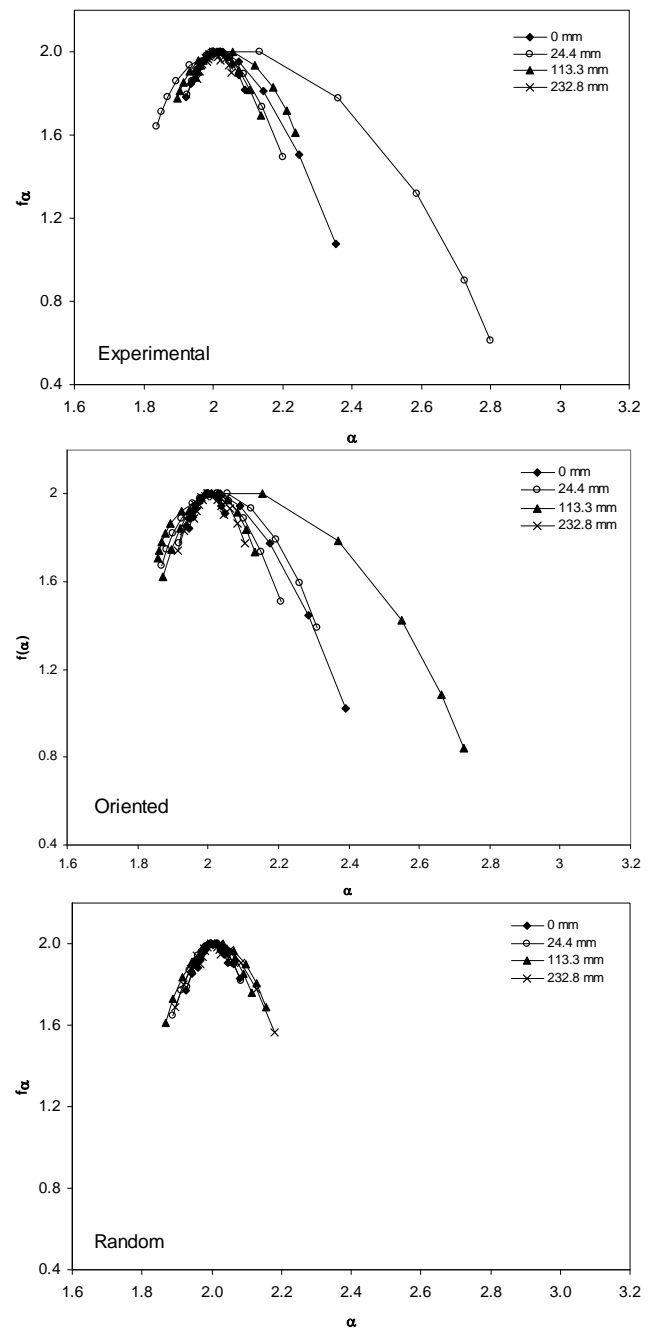 0 mm
24.4 mm
113.3 mm
232.8 mm
2.0
1.6
1.2
0.8
0.4
fα
Experimental
1.6 1.8 2 2.2 2.4 2.6 2.8 3 3.2
α
0 mm
24.4 mm
113.3 mm
232.8 mm
2
1.6
1.2
0.8
0.4
f(α)
Oriented
1.6 1.8 2 2.2 2.4 2.6 2.8 3 3.2
α
0 mm
24.4 mm
113.3 mm
232.8 mm
2.0
1.6
1.2
0.8
0.4
fα
Random
1.6 1.8 2.0 2.2 2.4 2.6 2.8 3.0 3.2
α